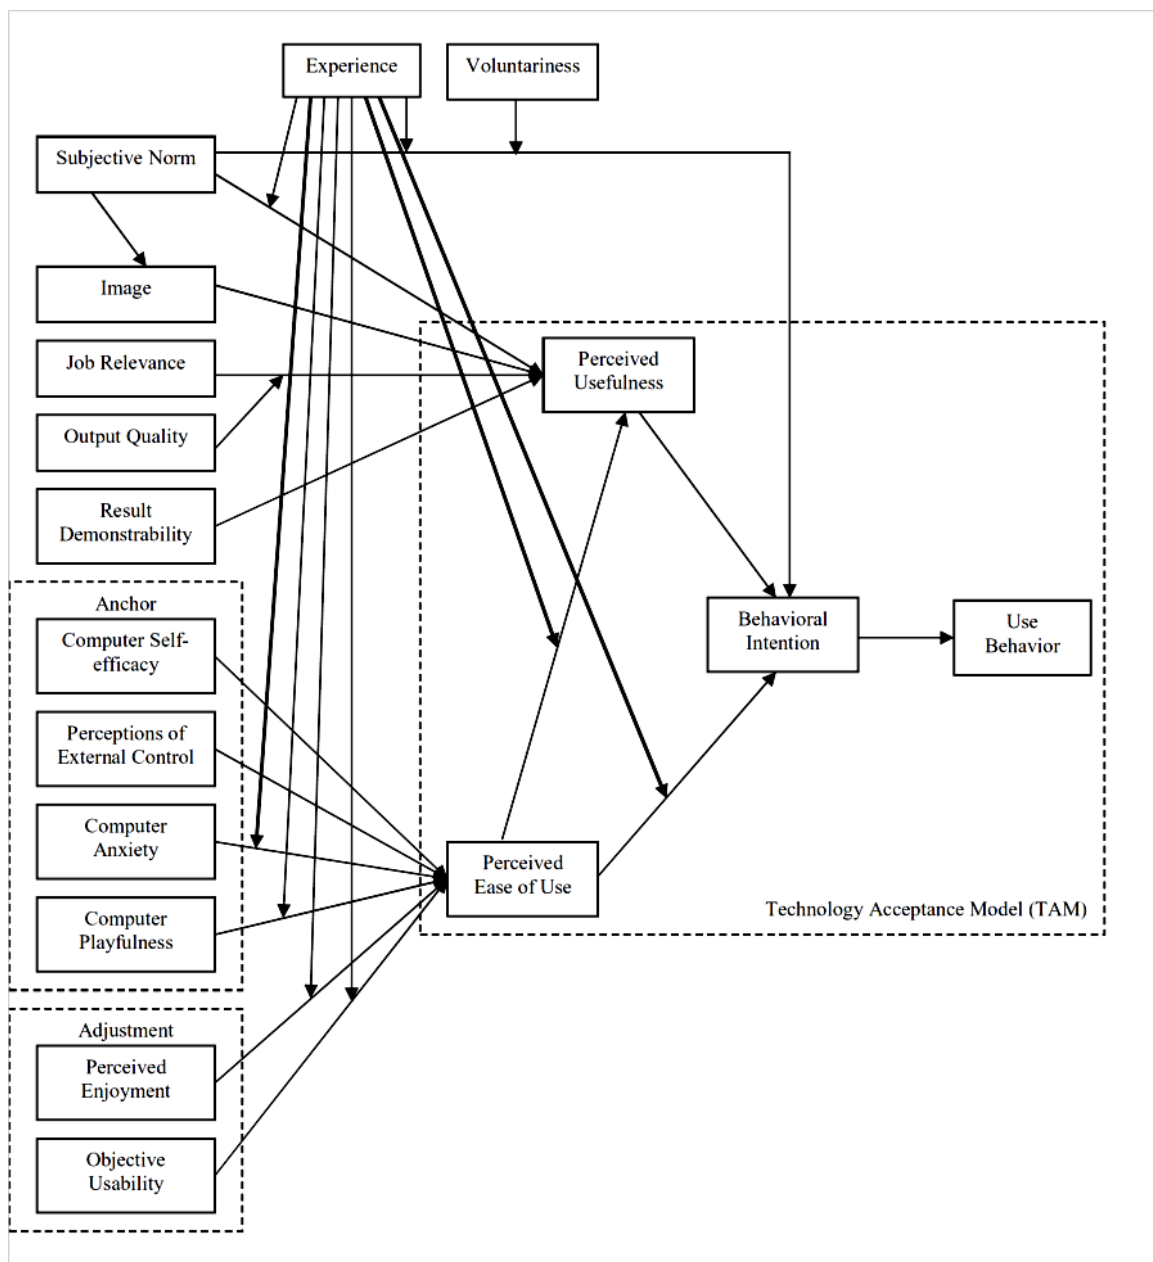 Experience
Voluntariness
Subjective Norm
Image
Job Relevance
Output Quality
Result
Demonstrability
Perceived
Usefulness
Anchor
Computer Self-
efficacy
Perceptions of
External Control
Computer
Anxiety
Computer
Playfulness
Behavioral
Intention
Use
Behavior
Perceived
Ease of Use
Technology Acceptance Model (TAM)
Adjustment
Perceived
Enjoyment
Objective
Usability